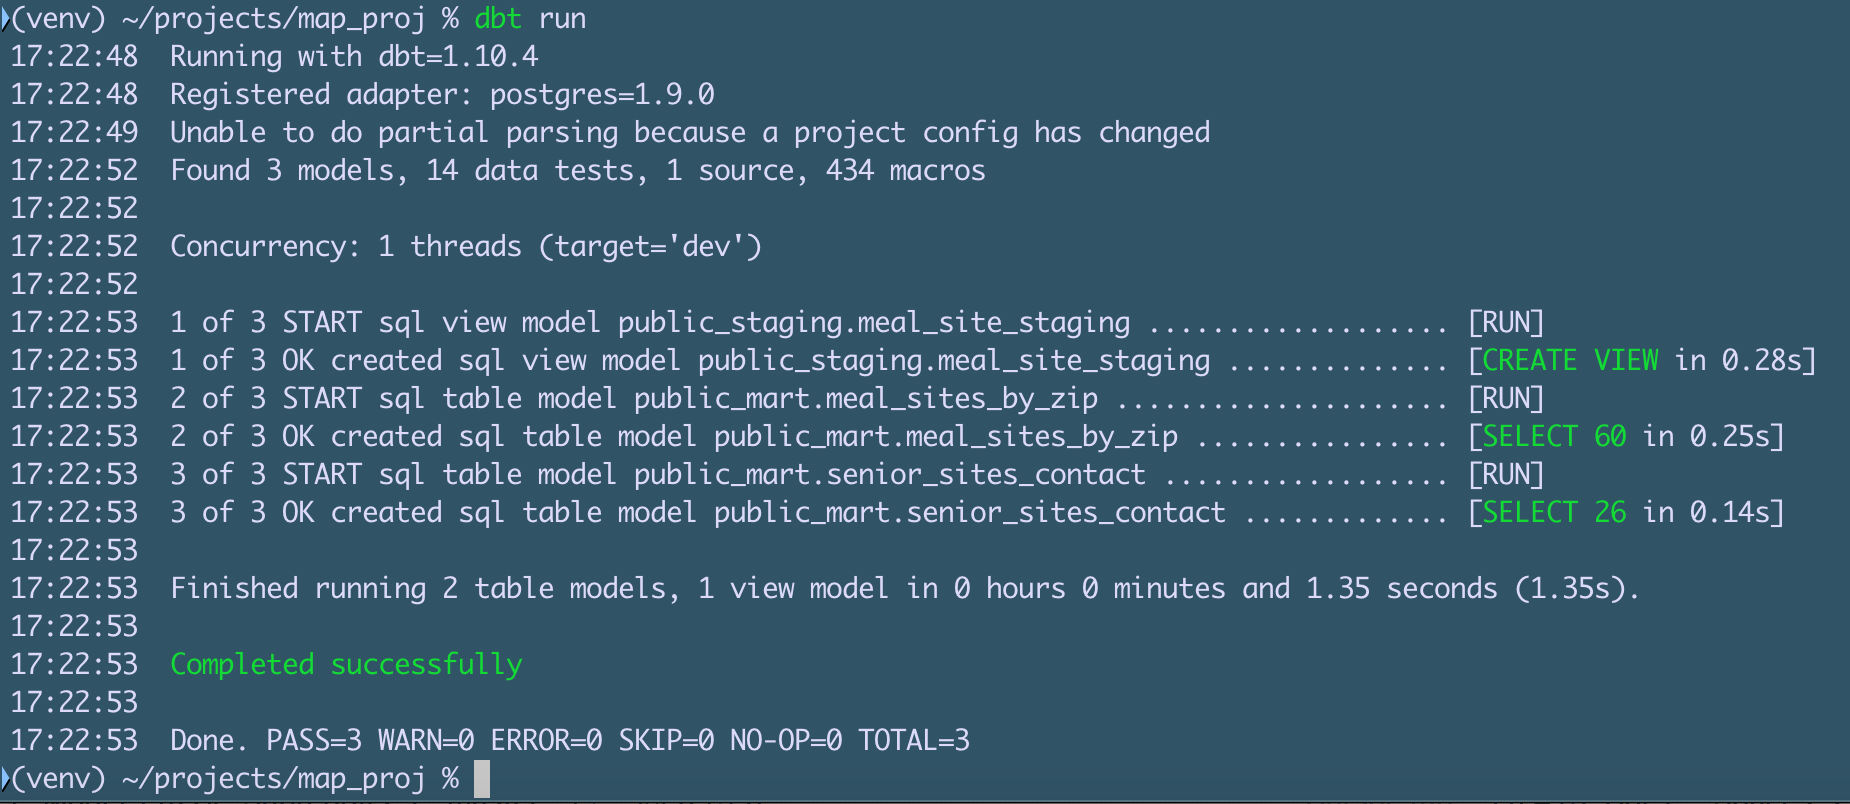 (venv) ~/projects/map_proj % dbt run
17:22:48  Running with dbt=1.10.4
17:22:48  Registered adapter: postgres=1.9.0
17:22:49  Unable to do partial parsing because a project config has changed
17:22:52  Found 3 models, 14 data tests, 1 source, 434 macros
17:22:52
17:22:52  Concurrency: 1 threads (target='dev')
17:22:52
17:22:53  1 of 3 START sql view model public_staging.meal_site_staging ................... [RUN]
17:22:53  1 of 3 OK created sql view model public_staging.meal_site_staging .............. [CREATE VIEW in 0.28s]
17:22:53  2 of 3 START sql table model public_mart.meal_sites_by_zip ..................... [RUN]
17:22:53  2 of 3 OK created sql table model public_mart.meal_sites_by_zip ................ [SELECT 60 in 0.25s]
17:22:53  3 of 3 START sql table model public_mart.senior_sites_contact .................. [RUN]
17:22:53  3 of 3 OK created sql table model public_mart.senior_sites_contact ............. [SELECT 26 in 0.14s]
17:22:53
17:22:53  Finished running 2 table models, 1 view model in 0 hours 0 minutes and 1.35 seconds (1.35s).
17:22:53
17:22:53  Completed successfully
17:22:53
17:22:53  Done. PASS=3 WARN=0 ERROR=0 SKIP=0 NO-OP=0 TOTAL=3
(venv) ~/projects/map_proj %